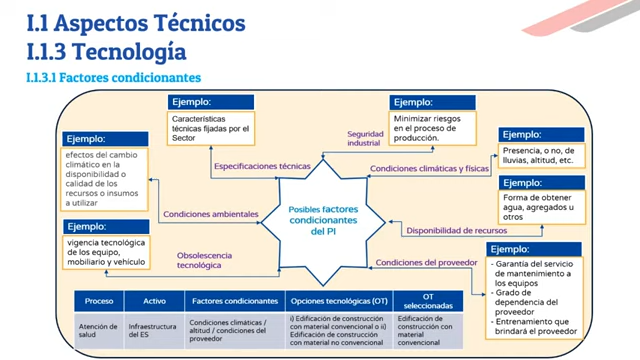 I.1 Aspectos Técnicos
I.1.3 Tecnología
I.1.3.1 Factores condicionantes
Ejemplo:
Características
técnicas fijadas por el
Sector
Ejemplo:
Minimizar riesgos
en el proceso de
producción.
Seguridad
industrial
Ejemplo:
efectos del cambio
climático en la
disponibilidad o
calidad de los
recursos o insumos
a utilizar
Ejemplo:
Presencia, o no, de
lluvias, altitud, etc.
Especificaciones técnicas
Condiciones climáticas y físicas
Ejemplo:
Forma de obtener
agua, agregados u
otros
Condiciones ambientales
Posibles factores
condicionantes
del PI
Disponibilidad de recursos
Ejemplo:
vigencia tecnológica
de los equipo,
mobiliario y vehículo
Obsolescencia
tecnológica
Condiciones del proveedor
Ejemplo:
- Garantía del servicio
de mantenimiento a
los equipos
- Grado de
dependencia del
proveedor
- Entrenamiento que
brindará el proveedor
Proceso Activo Factores condicionantes Opciones tecnológicas (OT) OT
seleccionadas
Atención de
salud
Infraestructura
del ES
Condiciones climáticas /
altitud / condiciones del
proveedor
i) Edificación de construcción
con material convencional o ii)
Edificación de construcción
con material no convencional
Edificación de
construcción con
material
convencional